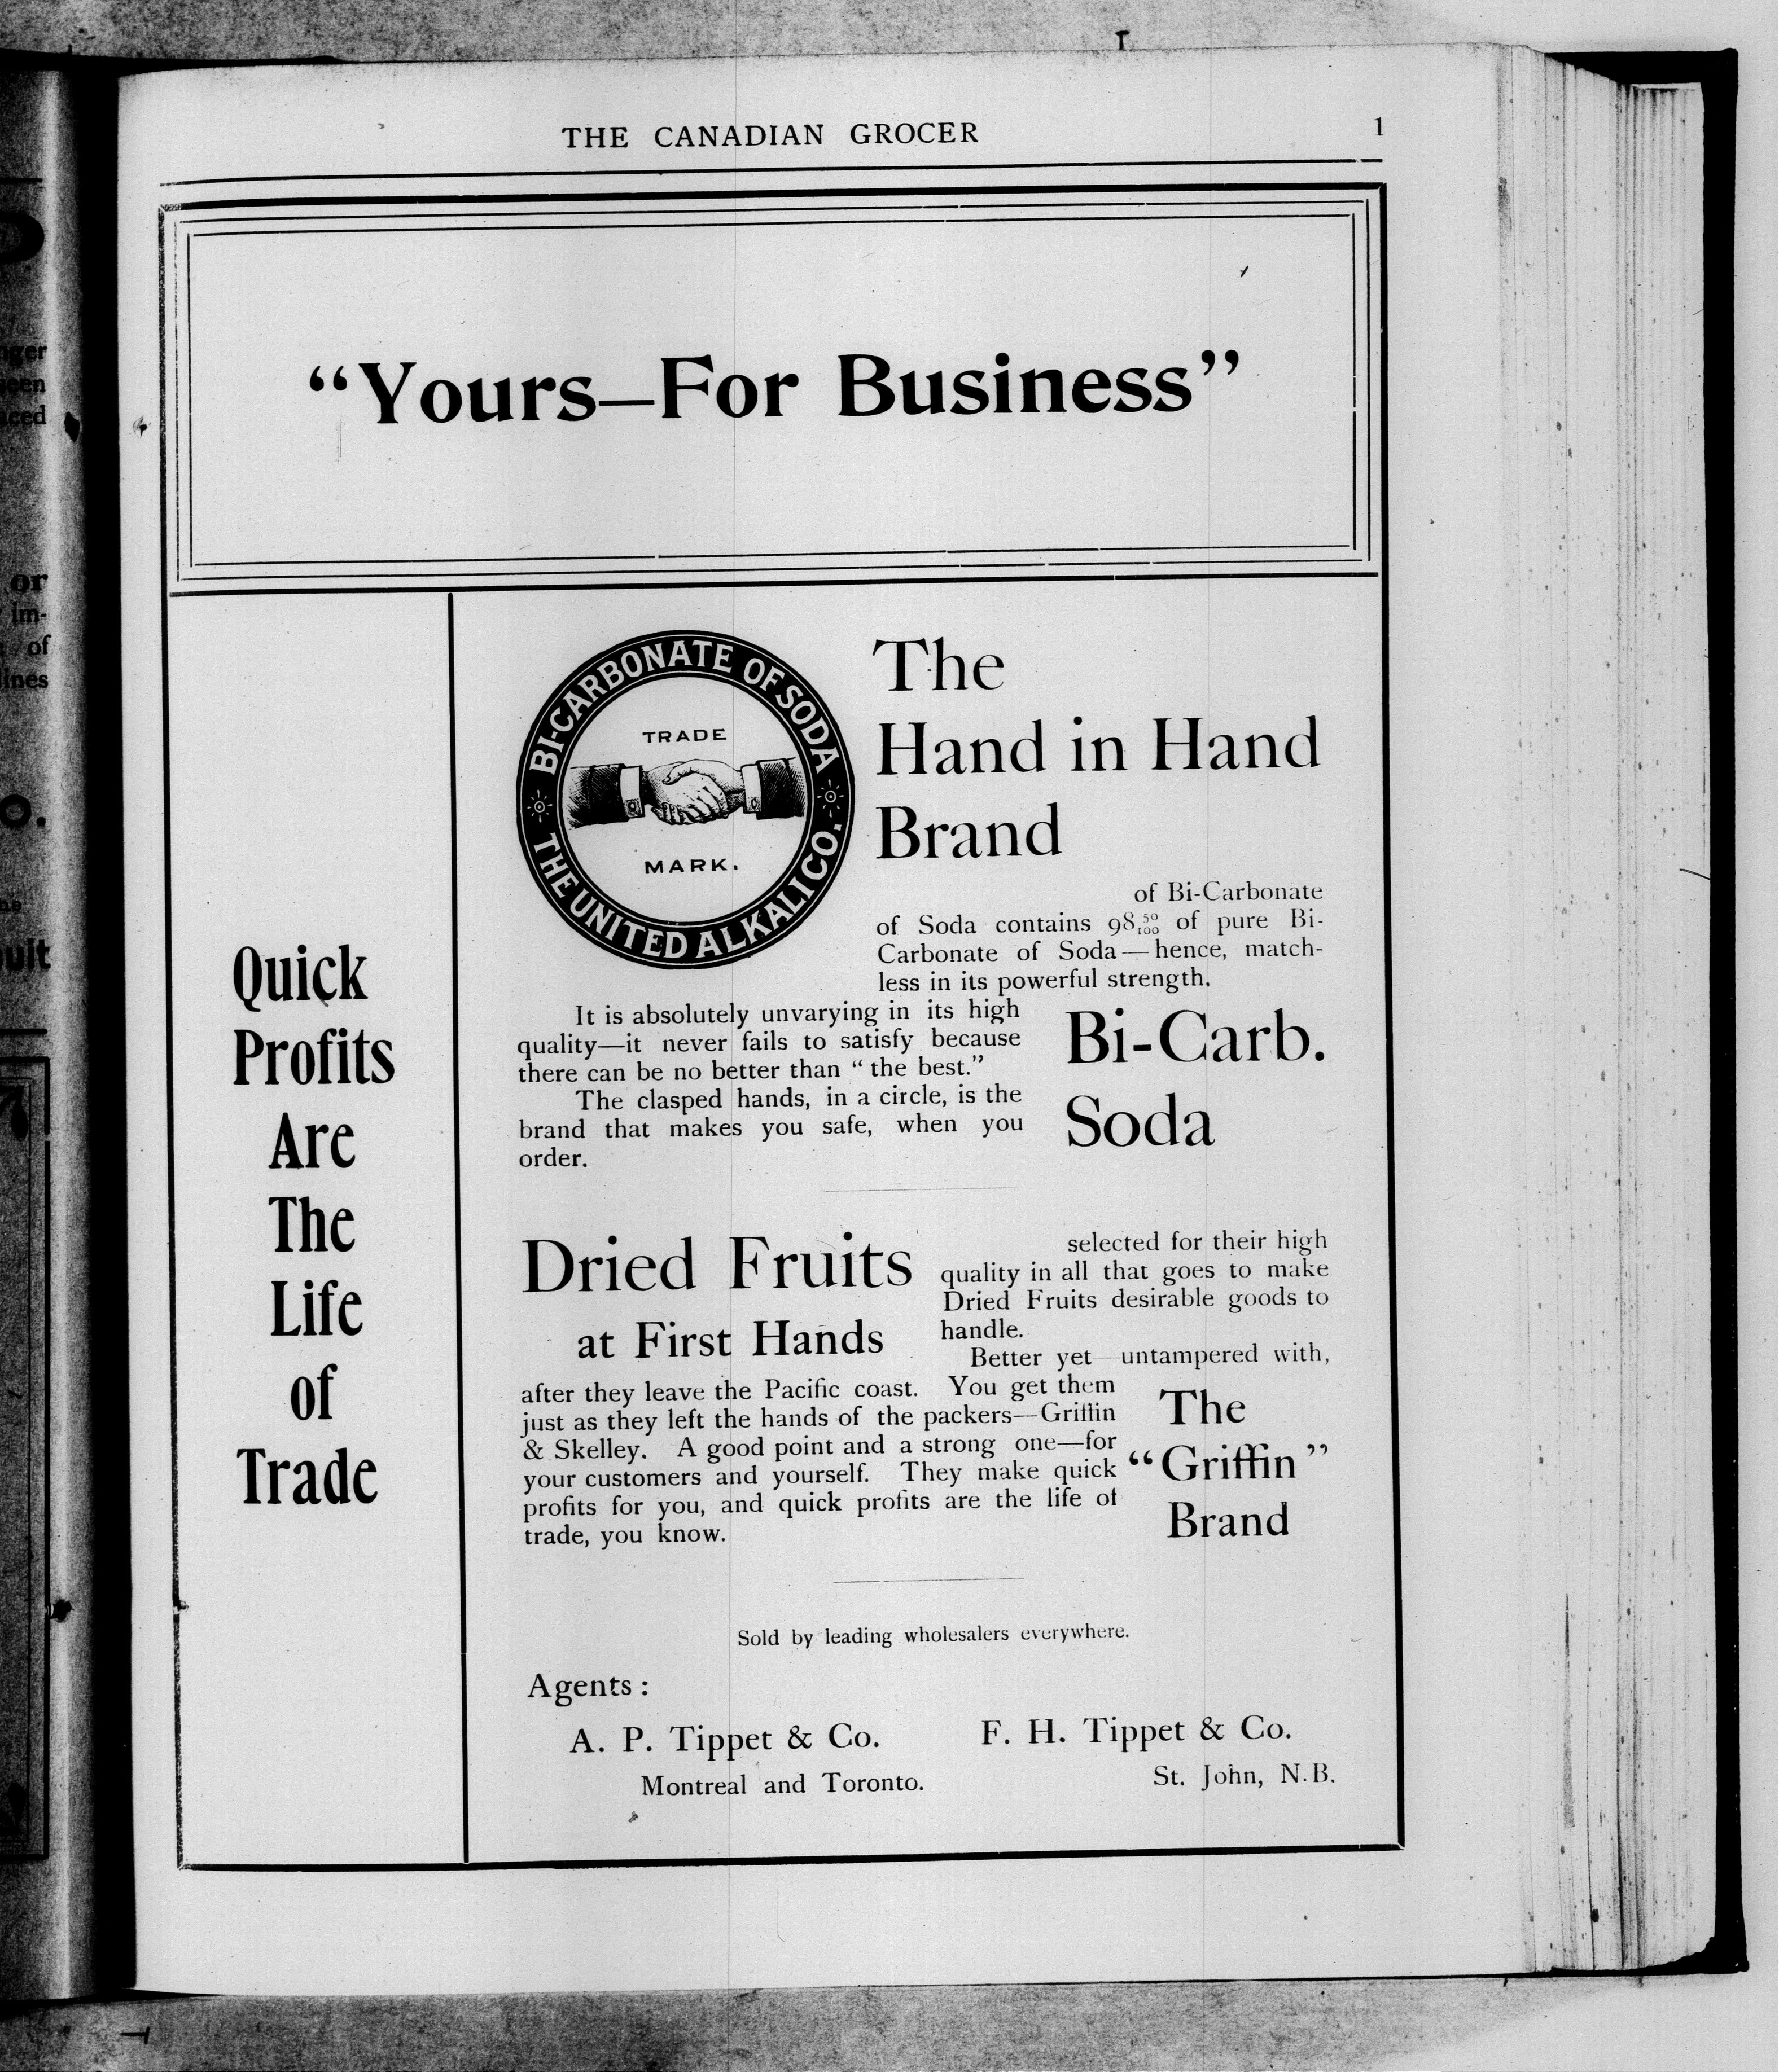 THE CANADIAN GROCER
1
“Yours—For Business”
Quick
Profits
Are
The
Life
of
Trade
BI-CARBONATE OF SODA
TRADE
MARK.
THE UNITED ALKALI CO.
The
Hand in Hand
Brand
of Bi-Carbonate
of Soda contains 98 50/100 of pure Bi-
Carbonate of Soda—hence, match-
less in its powerful strength.
It is absolutely unvarying in its high
quality—it never fails to satisfy because
there can be no better than “the best.”
The clasped hands, in a circle, is the
brand that makes you safe, when you
order.
Bi-Carb.
Soda
Dried Fruits
at First Hands
selected for their high
quality in all that goes to make
Dried Fruits desirable goods to
handle.
Better yet—untampered with,
after they leave the Pacific coast. You get them
just as they left the hands of the packers—Griffin
& Skelley. A good point and a strong one—for
your customers and yourself. They make quick
profits for you, and quick profits are the life of
trade, you know.
The
“Griffin”
Brand
Sold by leading wholesalers everywhere.
Agents:
A. P. Tippet & Co.
Montreal and Toronto.
F. H. Tippet & Co.
St. John, N.B.
nger
een
aced
or
im-
of
lines
o.
uit